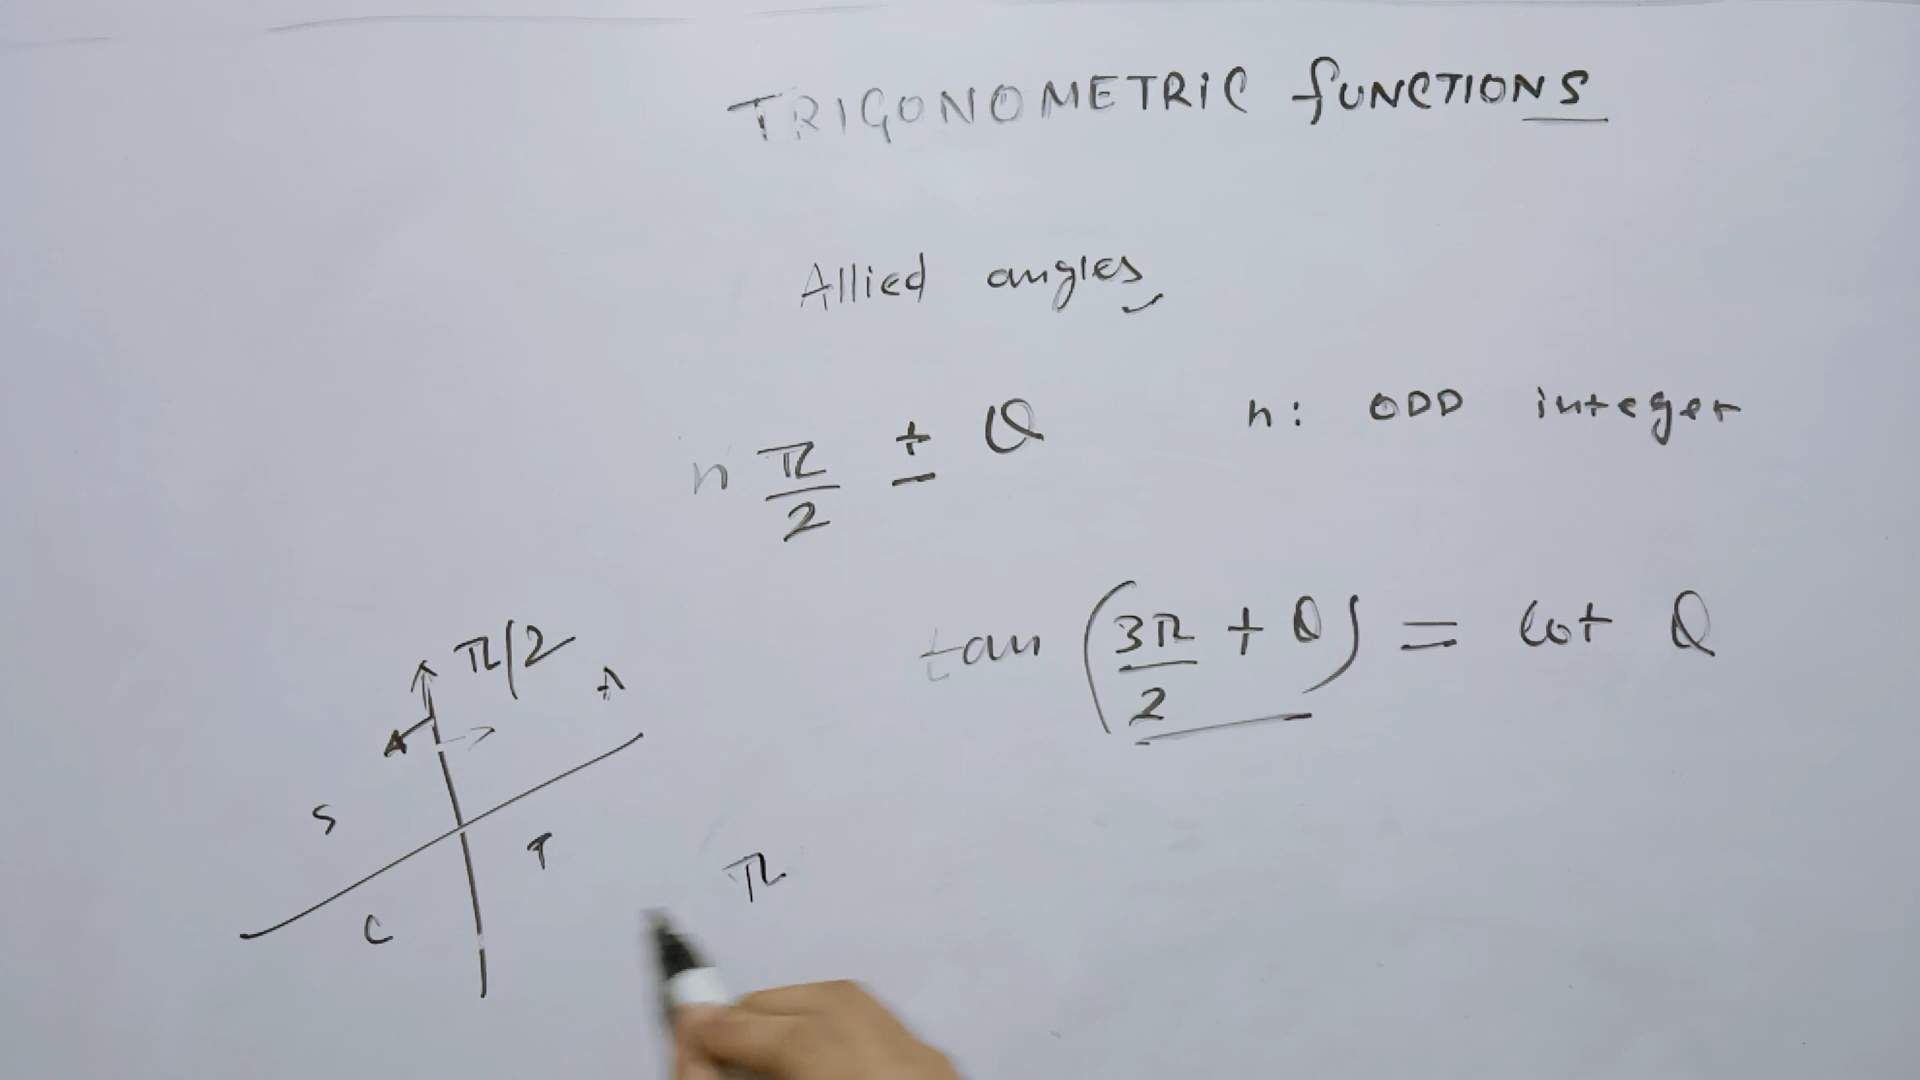 TRIGONOMETRIC fUNCTIONS
Allied angles
n π/2 ± θ n: ODD integer
tan (3π/2 + θ) = cot θ
π/2
A
S
T
C
π